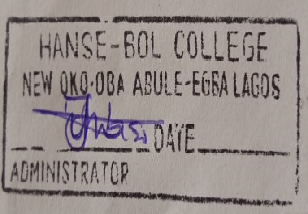 HANSE-BOL COLLEGE
NEW OKO-OBA ABULE-EGBA LAGOS
DATE
ADMINISTRATOR